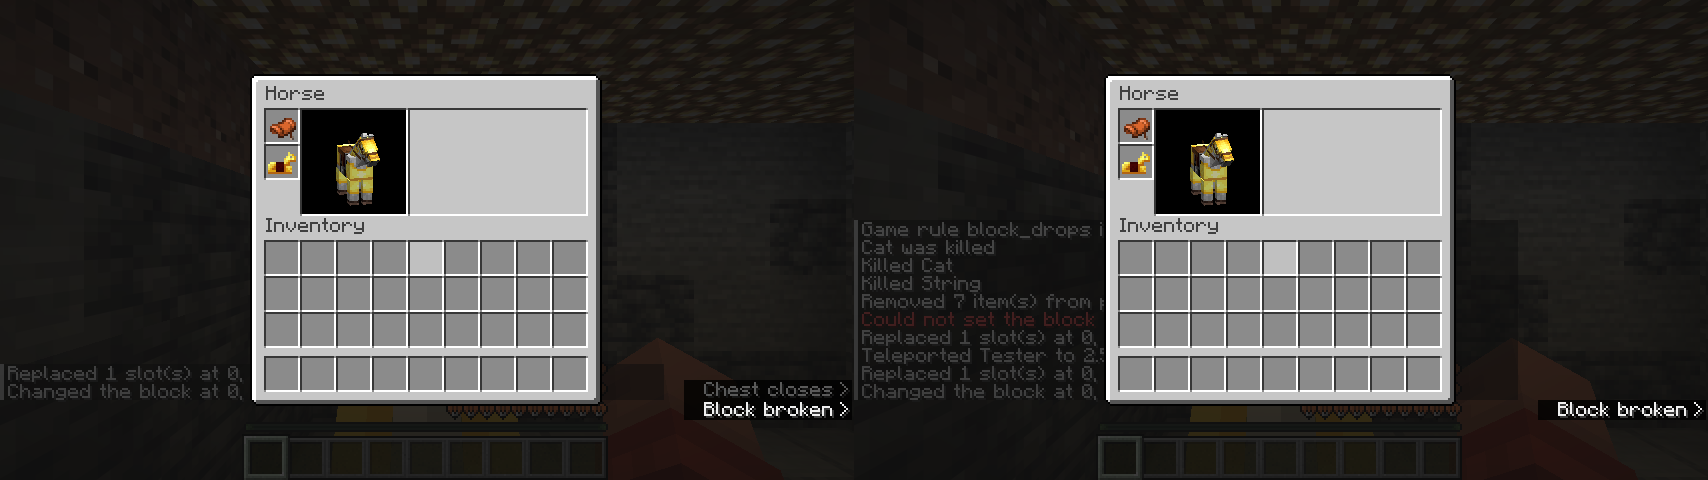 Horse
Inventory
Replaced 1 slot(s) at 0,
Changed the block at 0,
Chest closes >
Block broken >
Horse
Inventory
Game rule block_drops i
Cat was killed
Killed Cat
Killed String
Removed 7 item(s) from
Could not set the block
Replaced 1 slot(s) at 0,
Teleported Tester to 2.5
Replaced 1 slot(s) at 0,
Changed the block at 0,
Block broken >